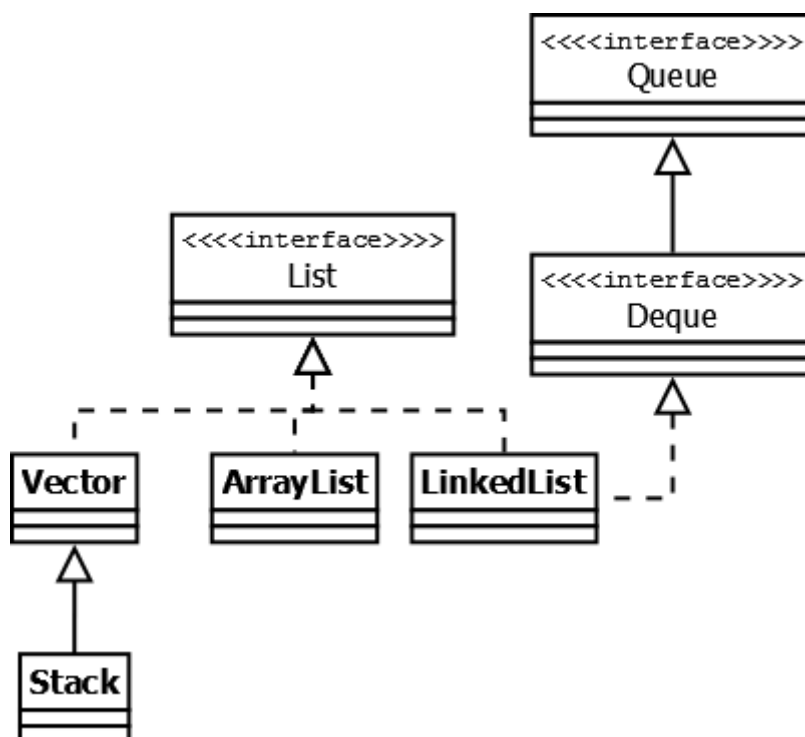 <<<<interface>>>>
Queue
<<<<interface>>>>
List
<<<<interface>>>>
Deque
Vector
ArrayList
LinkedList
Stack